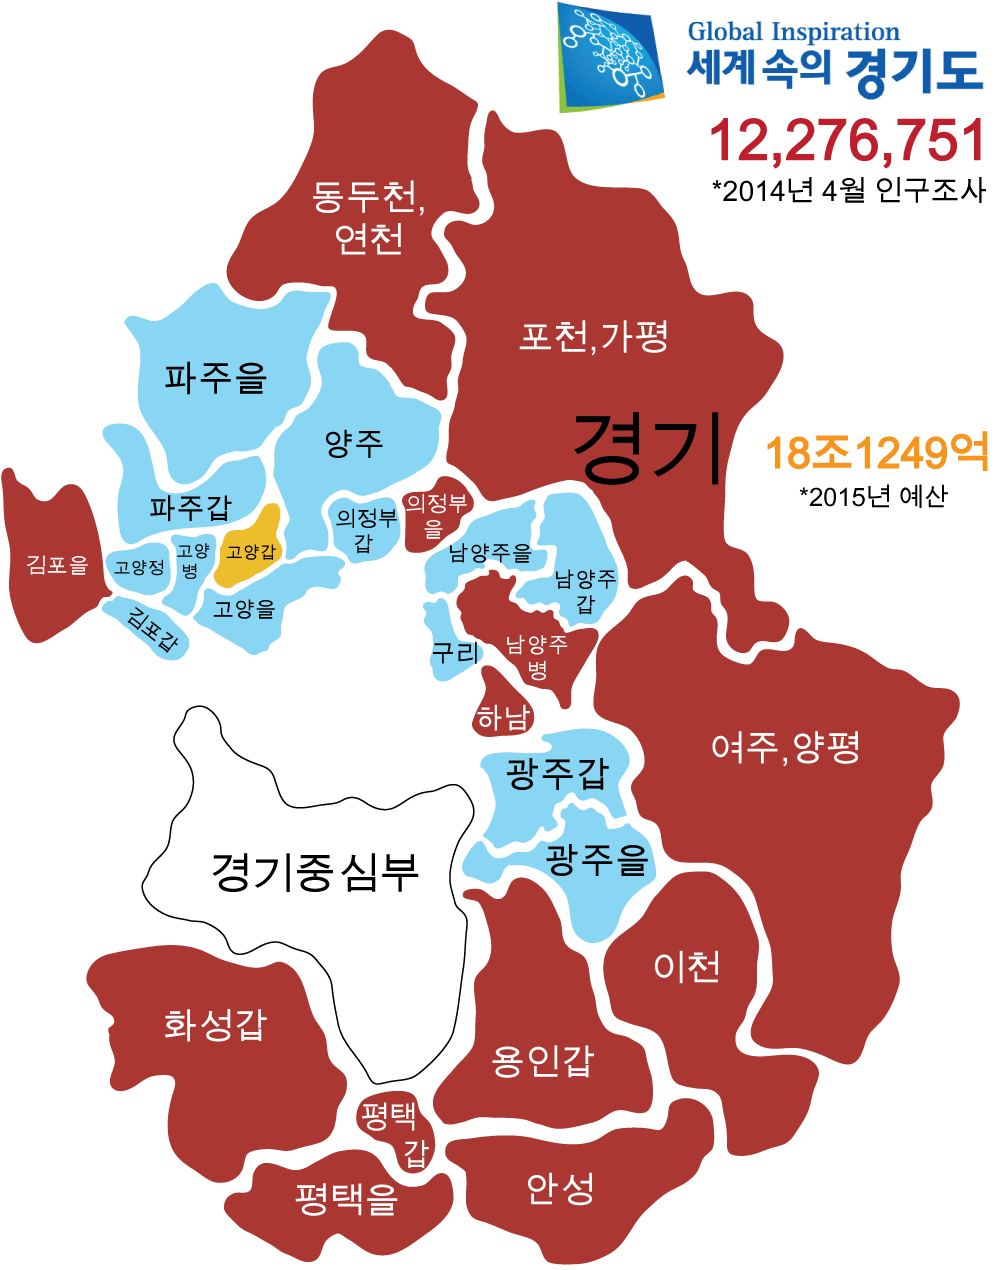 Global Inspiration
세계 속의 경기도
12,276,751
*2014년 4월 인구조사
동두천,
연천
포천,가평
파주을
경기
양주
18조1249억
*2015년 예산
파주갑
의정부
을
의정부
갑
김포을
고양정
고양
병
고양갑
남양주을
남양주
갑
고양을
김포갑
구리
남양주
병
하남
여주,양평
광주갑
광주을
경기중심부
이천
화성갑
용인갑
평택
갑
평택을
안성